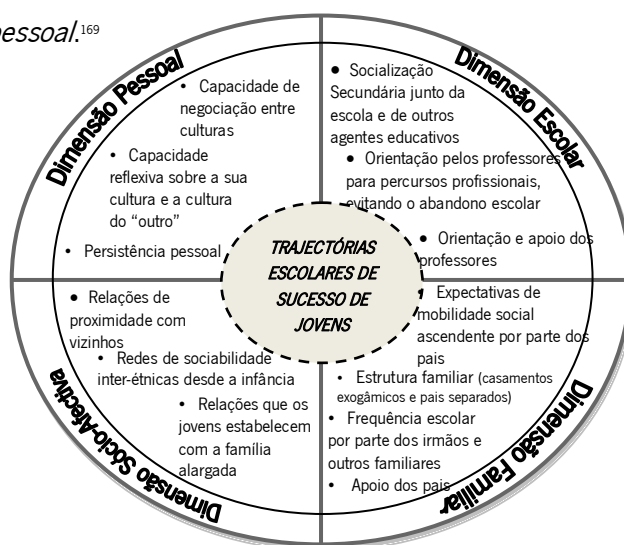 pessoal.169
Dimensão Pessoal
• Capacidade de
negociação entre
culturas
• Capacidade
reflexiva sobre a sua
cultura e a cultura
do “outro”
• Persistência pessoal
Dimensão Escolar
• Socialização
Secundária junto da
escola e de outros
agentes educativos
• Orientação pelos professores
para percursos profissionais,
evitando o abandono escolar
• Orientação e apoio dos
professores
TRAJECTÓRIAS
ESCOLARES DE
SUCESSO DE
JOVENS
• Relações de
proximidade com
vizinhos
• Redes de sociabilidade
inter-étnicas desde a infância
• Relações que os
jovens estabelecem
com a família
alargada
Dimensão Sócio-Afectiva
• Expectativas de
mobilidade social
ascendente por parte dos
pais
• Estrutura familiar (casamentos
exogâmicos e pais separados)
• Frequência escolar
por parte dos irmãos e
outros familiares
• Apoio dos pais
Dimensão Familiar